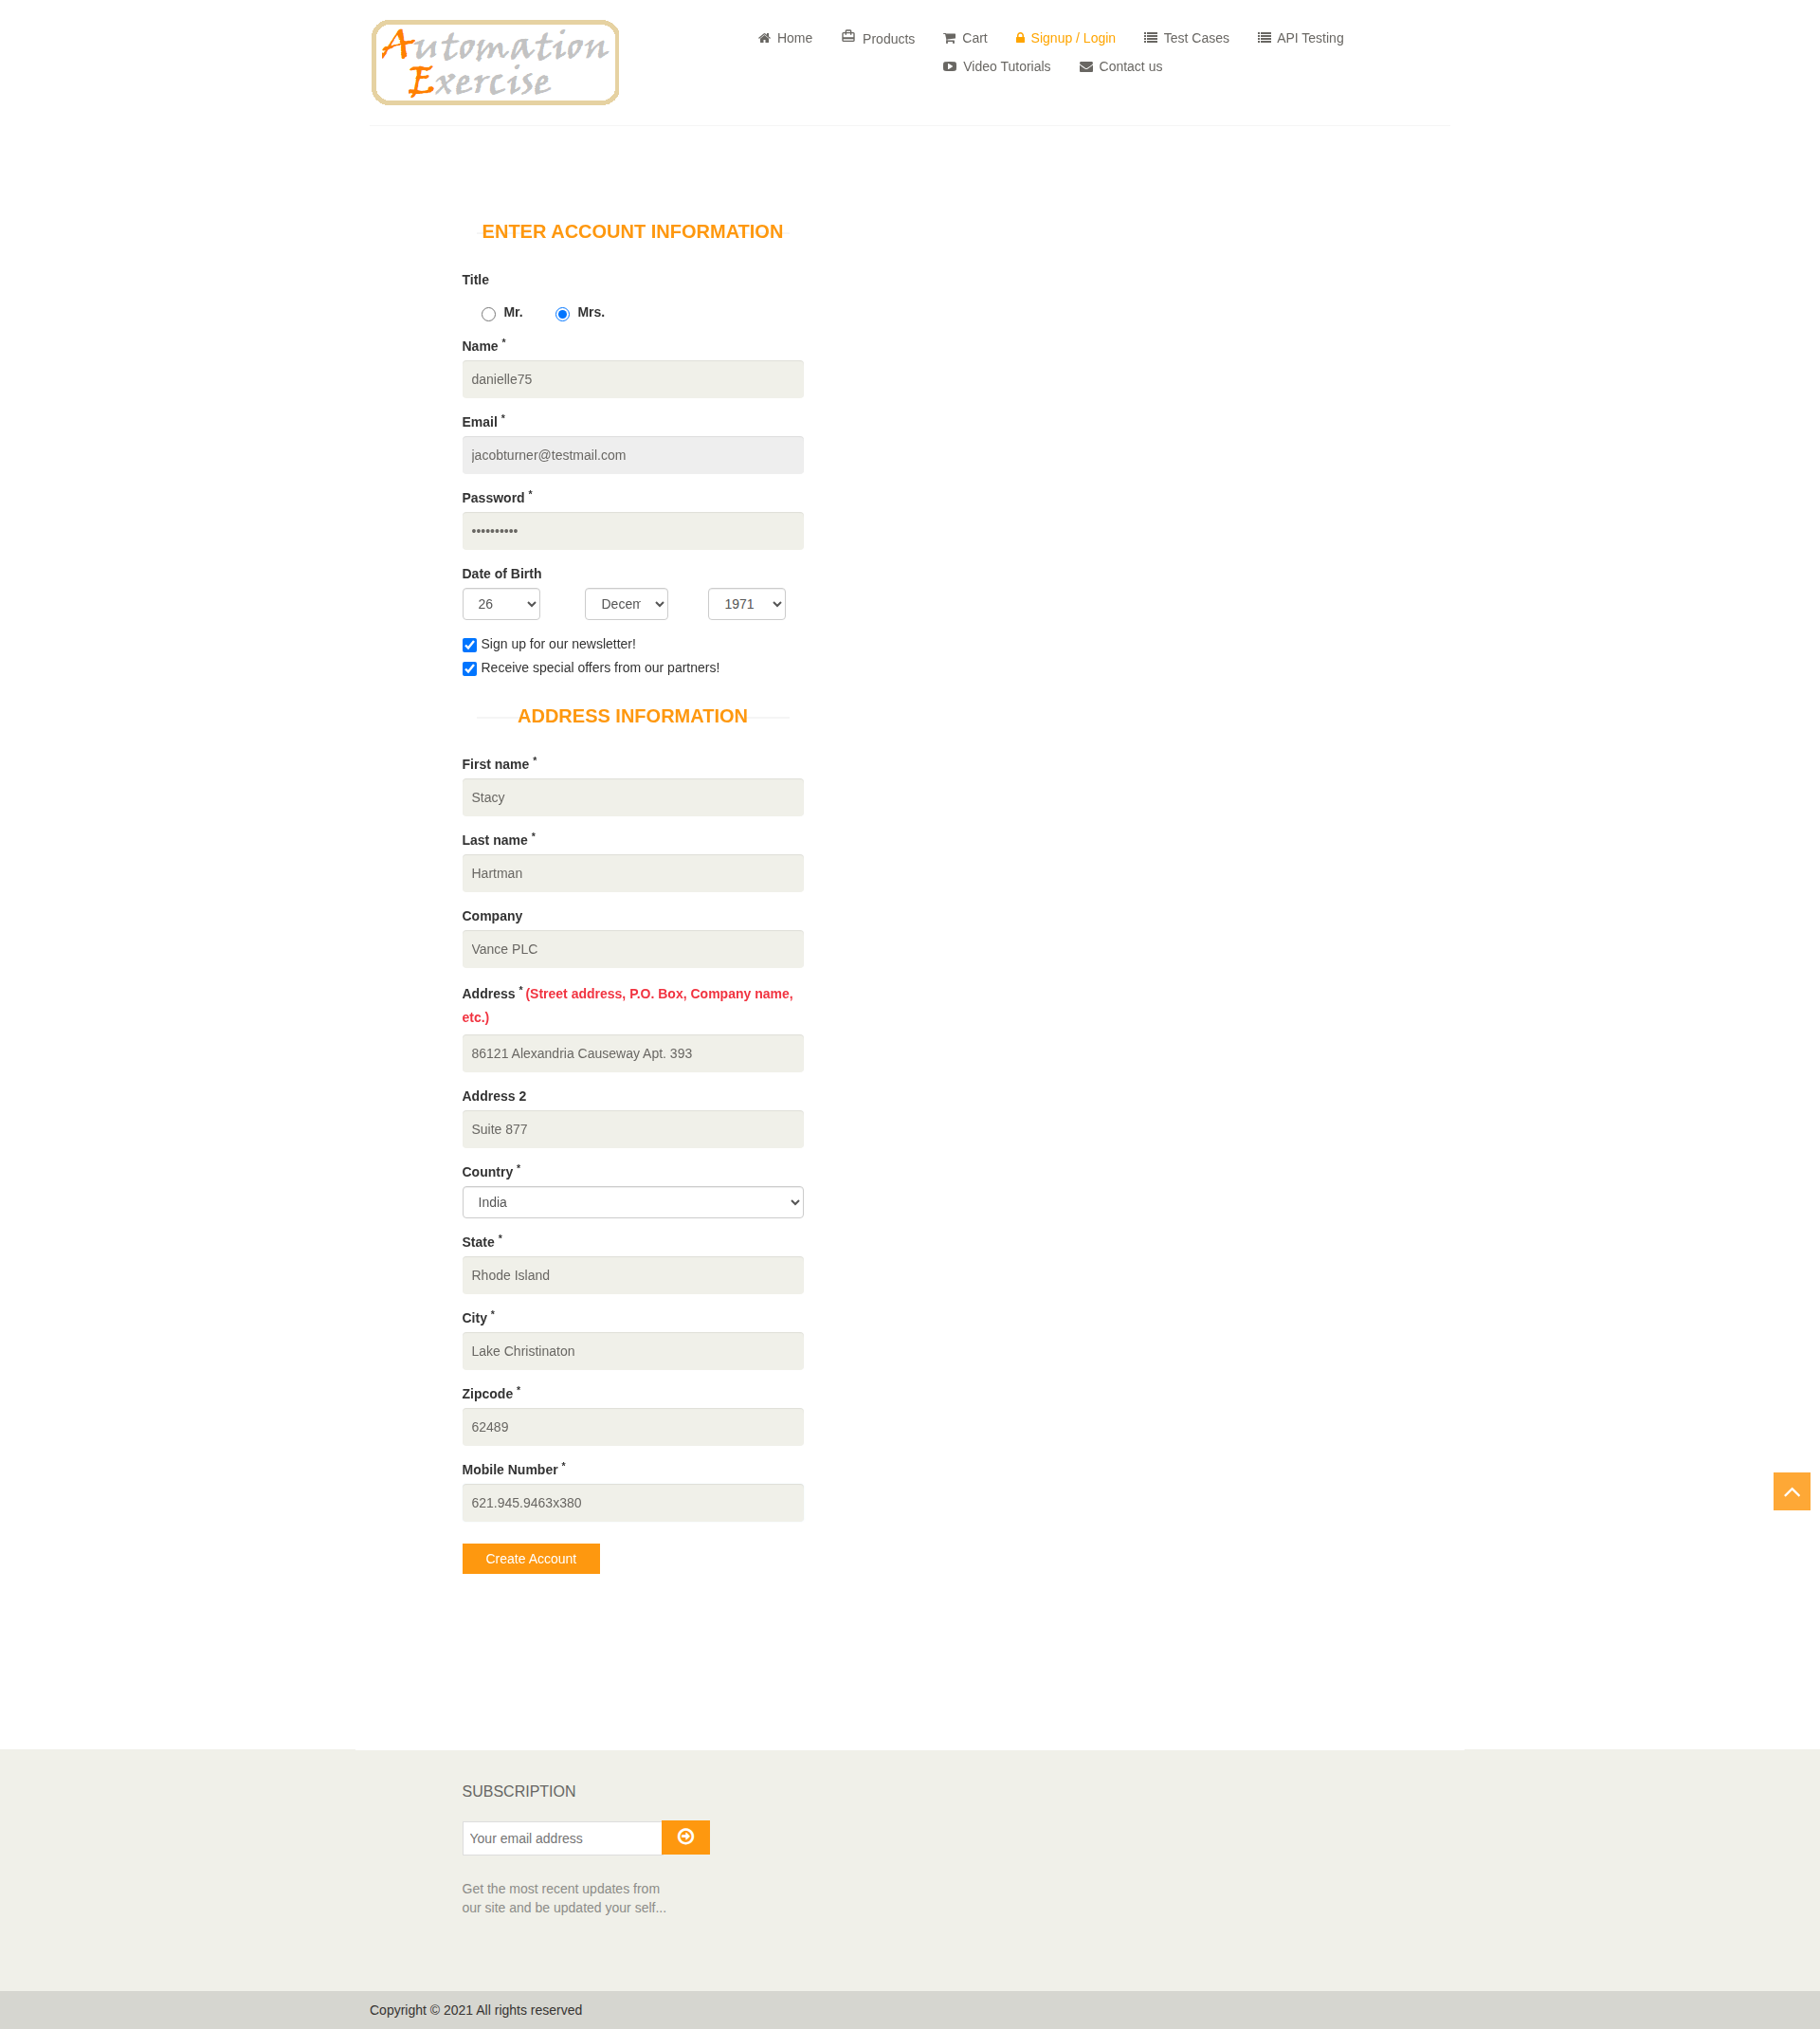 Automation
Exercise
Home
Products
Cart
Signup / Login
Test Cases
API Testing
Video Tutorials
Contact us
ENTER ACCOUNT INFORMATION
Title
Mr.
Mrs.
Name *
danielle75
Email *
jacobturner@testmail.com
Password *
••••••••••
Date of Birth
26
Decem
1971
Sign up for our newsletter!
Receive special offers from our partners!
ADDRESS INFORMATION
First name *
Stacy
Last name *
Hartman
Company
Vance PLC
Address * (Street address, P.O. Box, Company name,
etc.)
86121 Alexandria Causeway Apt. 393
Address 2
Suite 877
Country *
India
State *
Rhode Island
City *
Lake Christinaton
Zipcode *
62489
Mobile Number *
621.945.9463x380
Create Account
SUBSCRIPTION
Your email address
Get the most recent updates from
our site and be updated your self...
Copyright © 2021 All rights reserved